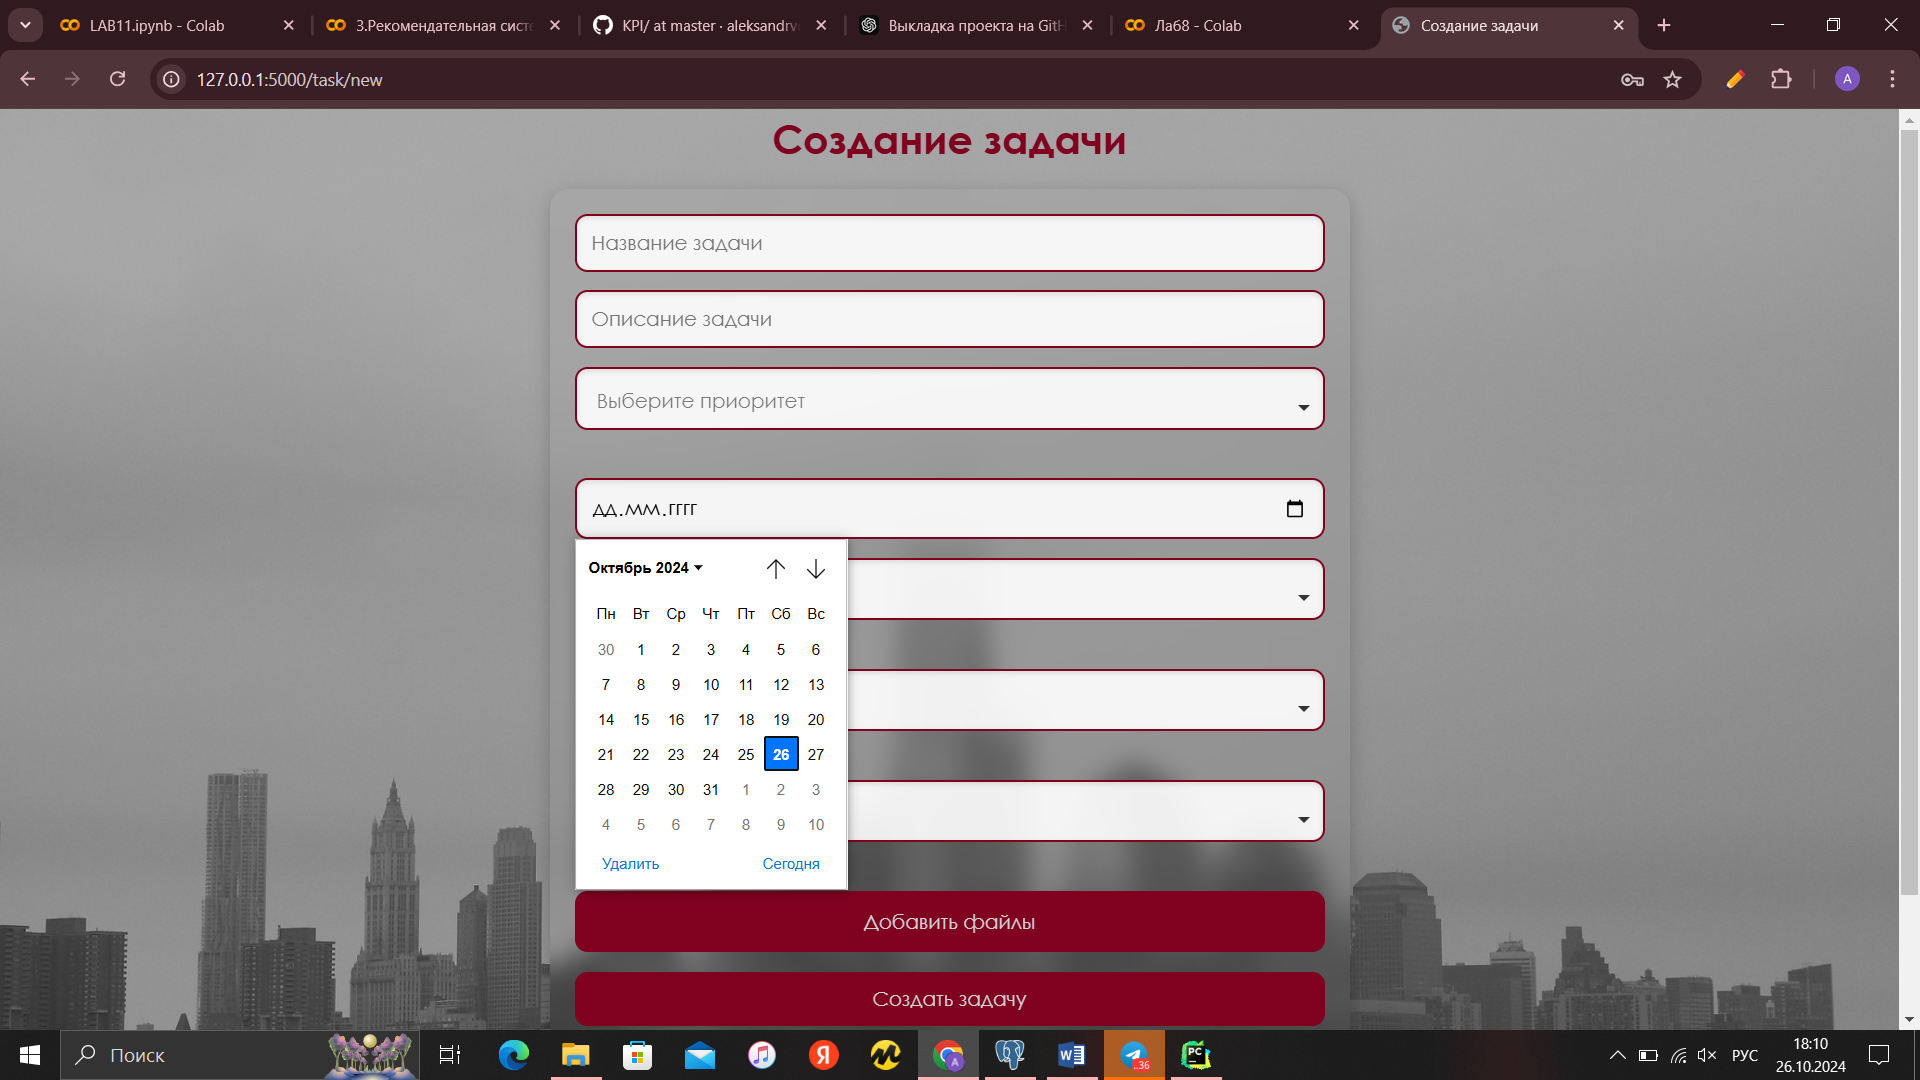 LAB11.ipynb - Colab
3.Рекомендательная систе
KPI/ at master · aleksandrv
Выкладка проекта на GitH
Лаб8 - Colab
Создание задачи
127.0.0.1:5000/task/new
A
Создание задачи
Название задачи
Описание задачи
Выберите приоритет
дд.мм.гггг
Октябрь 2024
Пн Вт Ср Чт Пт Сб Вс
30 1 2 3 4 5 6
7 8 9 10 11 12 13
14 15 16 17 18 19 20
21 22 23 24 25 26 27
28 29 30 31 1 2 3
4 5 6 7 8 9 10
Удалить Сегодня
Добавить файлы
Создать задачу
Поиск
Я
A
W
..36
PC
РУС
18:10
26.10.2024